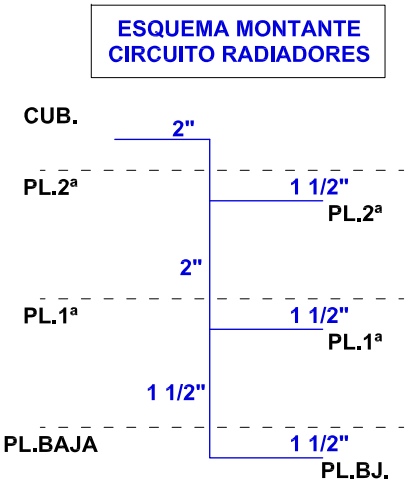 ESQUEMA MONTANTE
CIRCUITO RADIADORES
CUB.
2"
PL.2ª
1 1/2"
PL.2ª
2"
PL.1ª
1 1/2"
PL.1ª
1 1/2"
PL.BAJA
1 1/2"
PL.BJ.